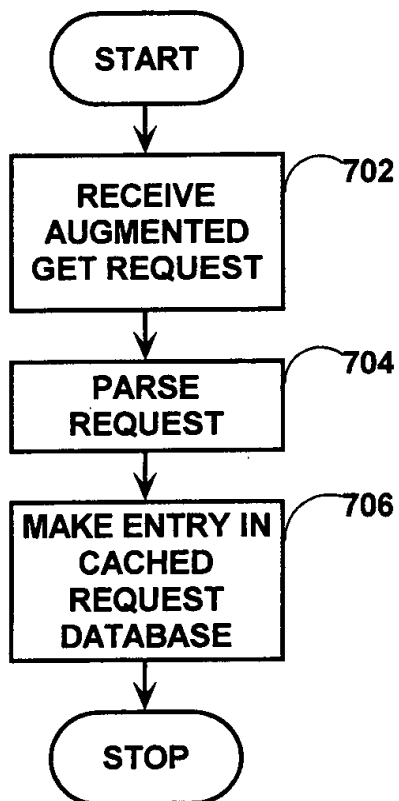 START
702
RECEIVE
AUGMENTED
GET REQUEST
704
PARSE
REQUEST
706
MAKE ENTRY IN
CACHED
REQUEST
DATABASE
STOP